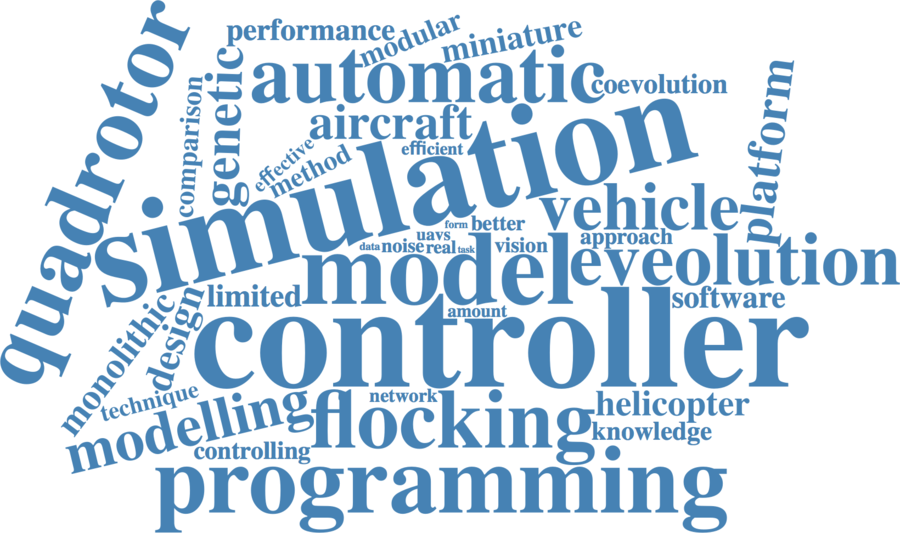 quadrotor
performance
modular
miniature
automatic
coevolution
comparison
genetic
aircraft
platform
effective
method
efficient
simulation
vehicle
form
better
uavs
approach
data
noise
real
task
vision
model
eveolution
limited
software
monolithic
design
amount
controller
technique
network
helicopter
modelling
flocking
knowledge
controlling
programming